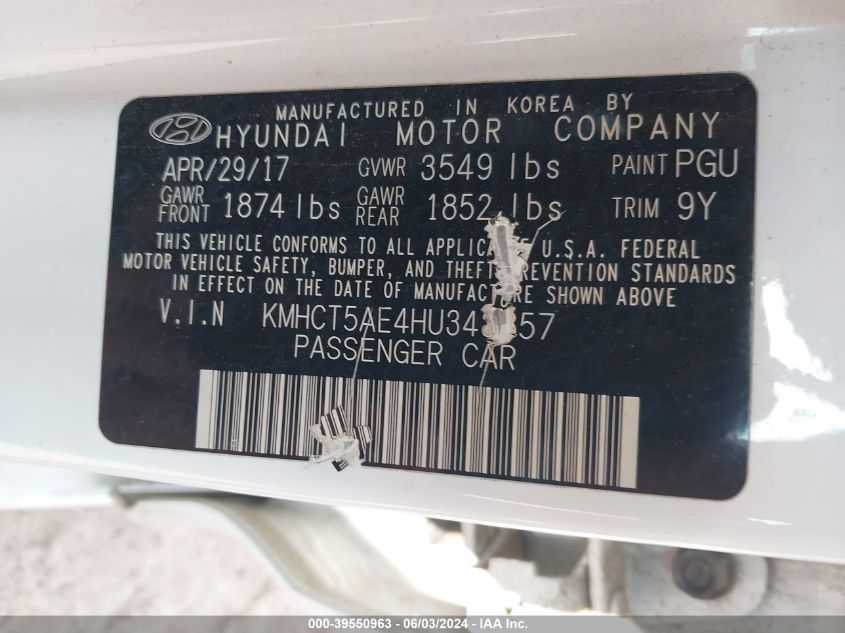 MANUFACTURED IN KOREA BY
HYUNDAI MOTOR COMPANY
APR/29/17 GVWR 3549 lbs PAINT PGU
GAWR FRONT 1874 lbs GAWR REAR 1852 lbs TRIM 9Y
THIS VEHICLE CONFORMS TO ALL U.S.A. FEDERAL
MOTOR VEHICLE SAFETY, BUMPER, AND THEFT PREVENTION STANDARDS
IN EFFECT ON THE DATE OF MANUFACTURE SHOWN ABOVE
V.I.N
PASSENGER CAR
000-39550963 - 06/03/2024 - IAAI Inc.